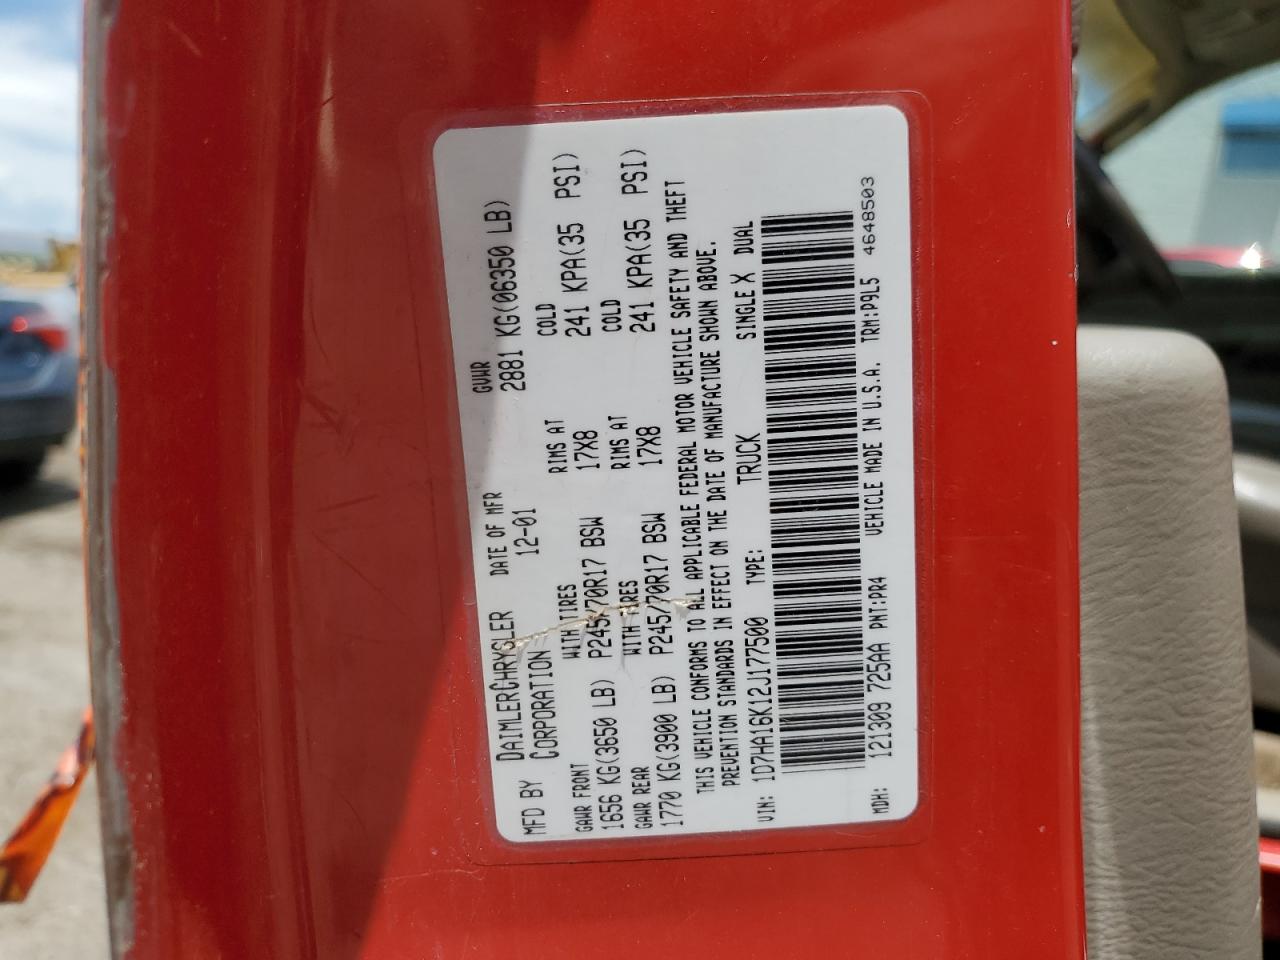 MFD BY DAIMLERCHRYSLER CORPORATION
DATE OF MFR 12-01
GVWR 2881 KG(06350 LB)
GAWR FRONT WITH TIRES RIMS AT COLD
1656 KG(3650 LB) P245/70R17 BSW 17X8 241 KPA(35 PSI)
GAWR REAR WITH TIRES RIMS AT COLD
1770 KG(3900 LB) P245/70R17 BSW 17X8 241 KPA(35 PSI)
THIS VEHICLE CONFORMS TO ALL APPLICABLE FEDERAL MOTOR VEHICLE SAFETY AND THEFT
PREVENTION STANDARDS IN EFFECT ON THE DATE OF MANUFACTURE SHOWN ABOVE.
VIN: 1D7HA16K12J177500 TYPE: TRUCK SINGLE X DUAL
MDH: 121309 725AA PNT:PR4 VEHICLE MADE IN U.S.A. TRM:P9L5 4648503